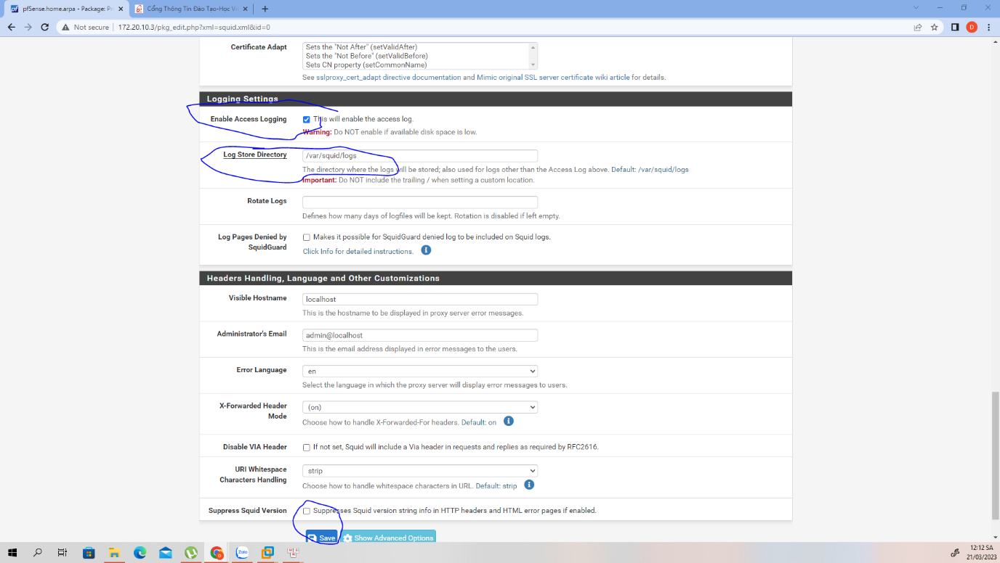 pfSense.home.arpa - Package: Pa
Cổng Thông Tin Đào Tạo-Học Vi
Not secure
172.20.10.3/pkg_edit.php?xml=squid.xml&id=0
D
Certificate Adapt
Sets the "Not After" (setValidAfter)
Sets the "Not Before" (setValidBefore)
Sets CN property (setCommonName)
See sslproxy_cert_adapt directive documentation and Mimic original SSL server certificate wiki article for details.
Logging Settings
Enable Access Logging
This will enable the access log.
Warning: Do NOT enable if available disk space is low.
Log Store Directory
/var/squid/logs
The directory where the logs will be stored; also used for logs other than the Access Log above. Default: /var/squid/logs
Important: Do NOT include the trailing / when setting a custom location.
Rotate Logs
Defines how many days of logfiles will be kept. Rotation is disabled if left empty.
Log Pages Denied by
SquidGuard
Makes it possible for SquidGuard denied log to be included on Squid logs.
Click Info for detailed instructions.
Headers Handling, Language and Other Customizations
Visible Hostname
localhost
This is the hostname to be displayed in proxy server error messages.
Administrator's Email
admin@localhost
This is the email address displayed in error messages to the users.
Error Language
en
Select the language in which the proxy server will display error messages to users.
X-Forwarded Header
Mode
(on)
Choose how to handle X-Forwarded-For headers. Default: on
Disable VIA Header
If not set, Squid will include a Via header in requests and replies as required by RFC2616.
URI Whitespace
Characters Handling
strip
Choose how to handle whitespace characters in URL. Default: strip
Suppress Squid Version
Suppresses Squid version string info in HTTP headers and HTML error pages if enabled.
Save
Show Advanced Options
Zalo
12:12 SA
21/03/2023